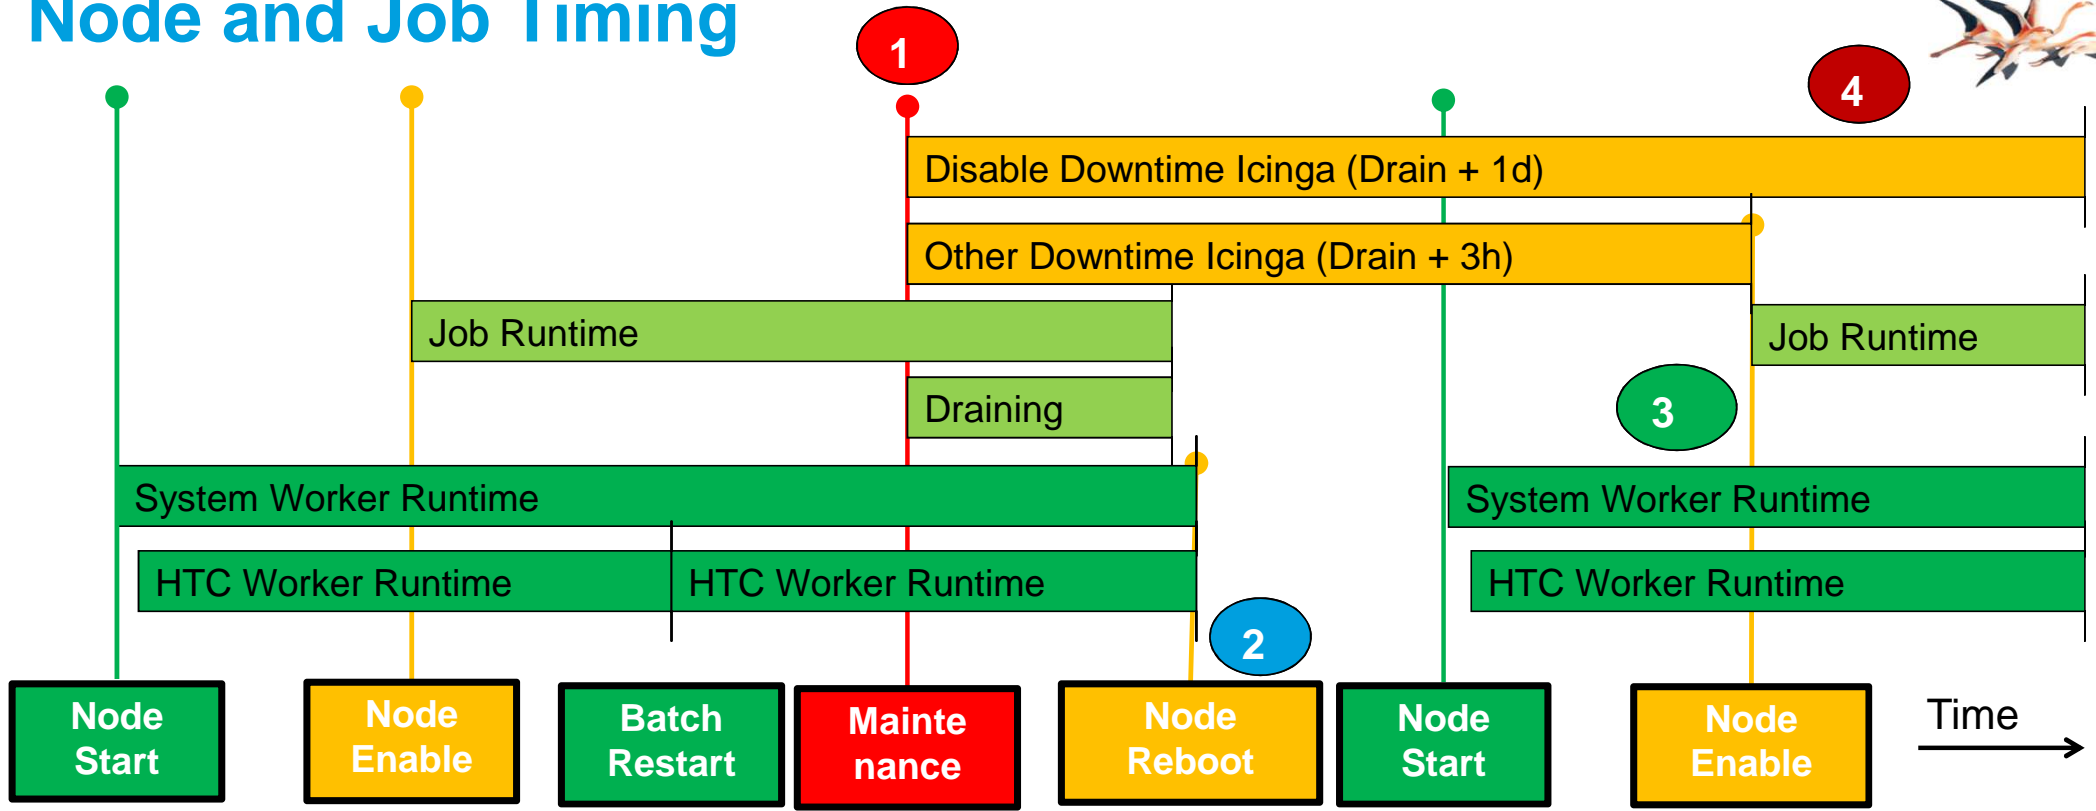 Node and Job Timing
1
4
Disable Downtime Icinga (Drain + 1d)
Other Downtime Icinga (Drain + 3h)
Job Runtime
Job Runtime
Draining
3
System Worker Runtime
System Worker Runtime
HTC Worker Runtime
HTC Worker Runtime
HTC Worker Runtime
2
Node
Start
Node
Enable
Batch
Restart
Mainte
nance
Node
Reboot
Node
Start
Node
Enable
Time